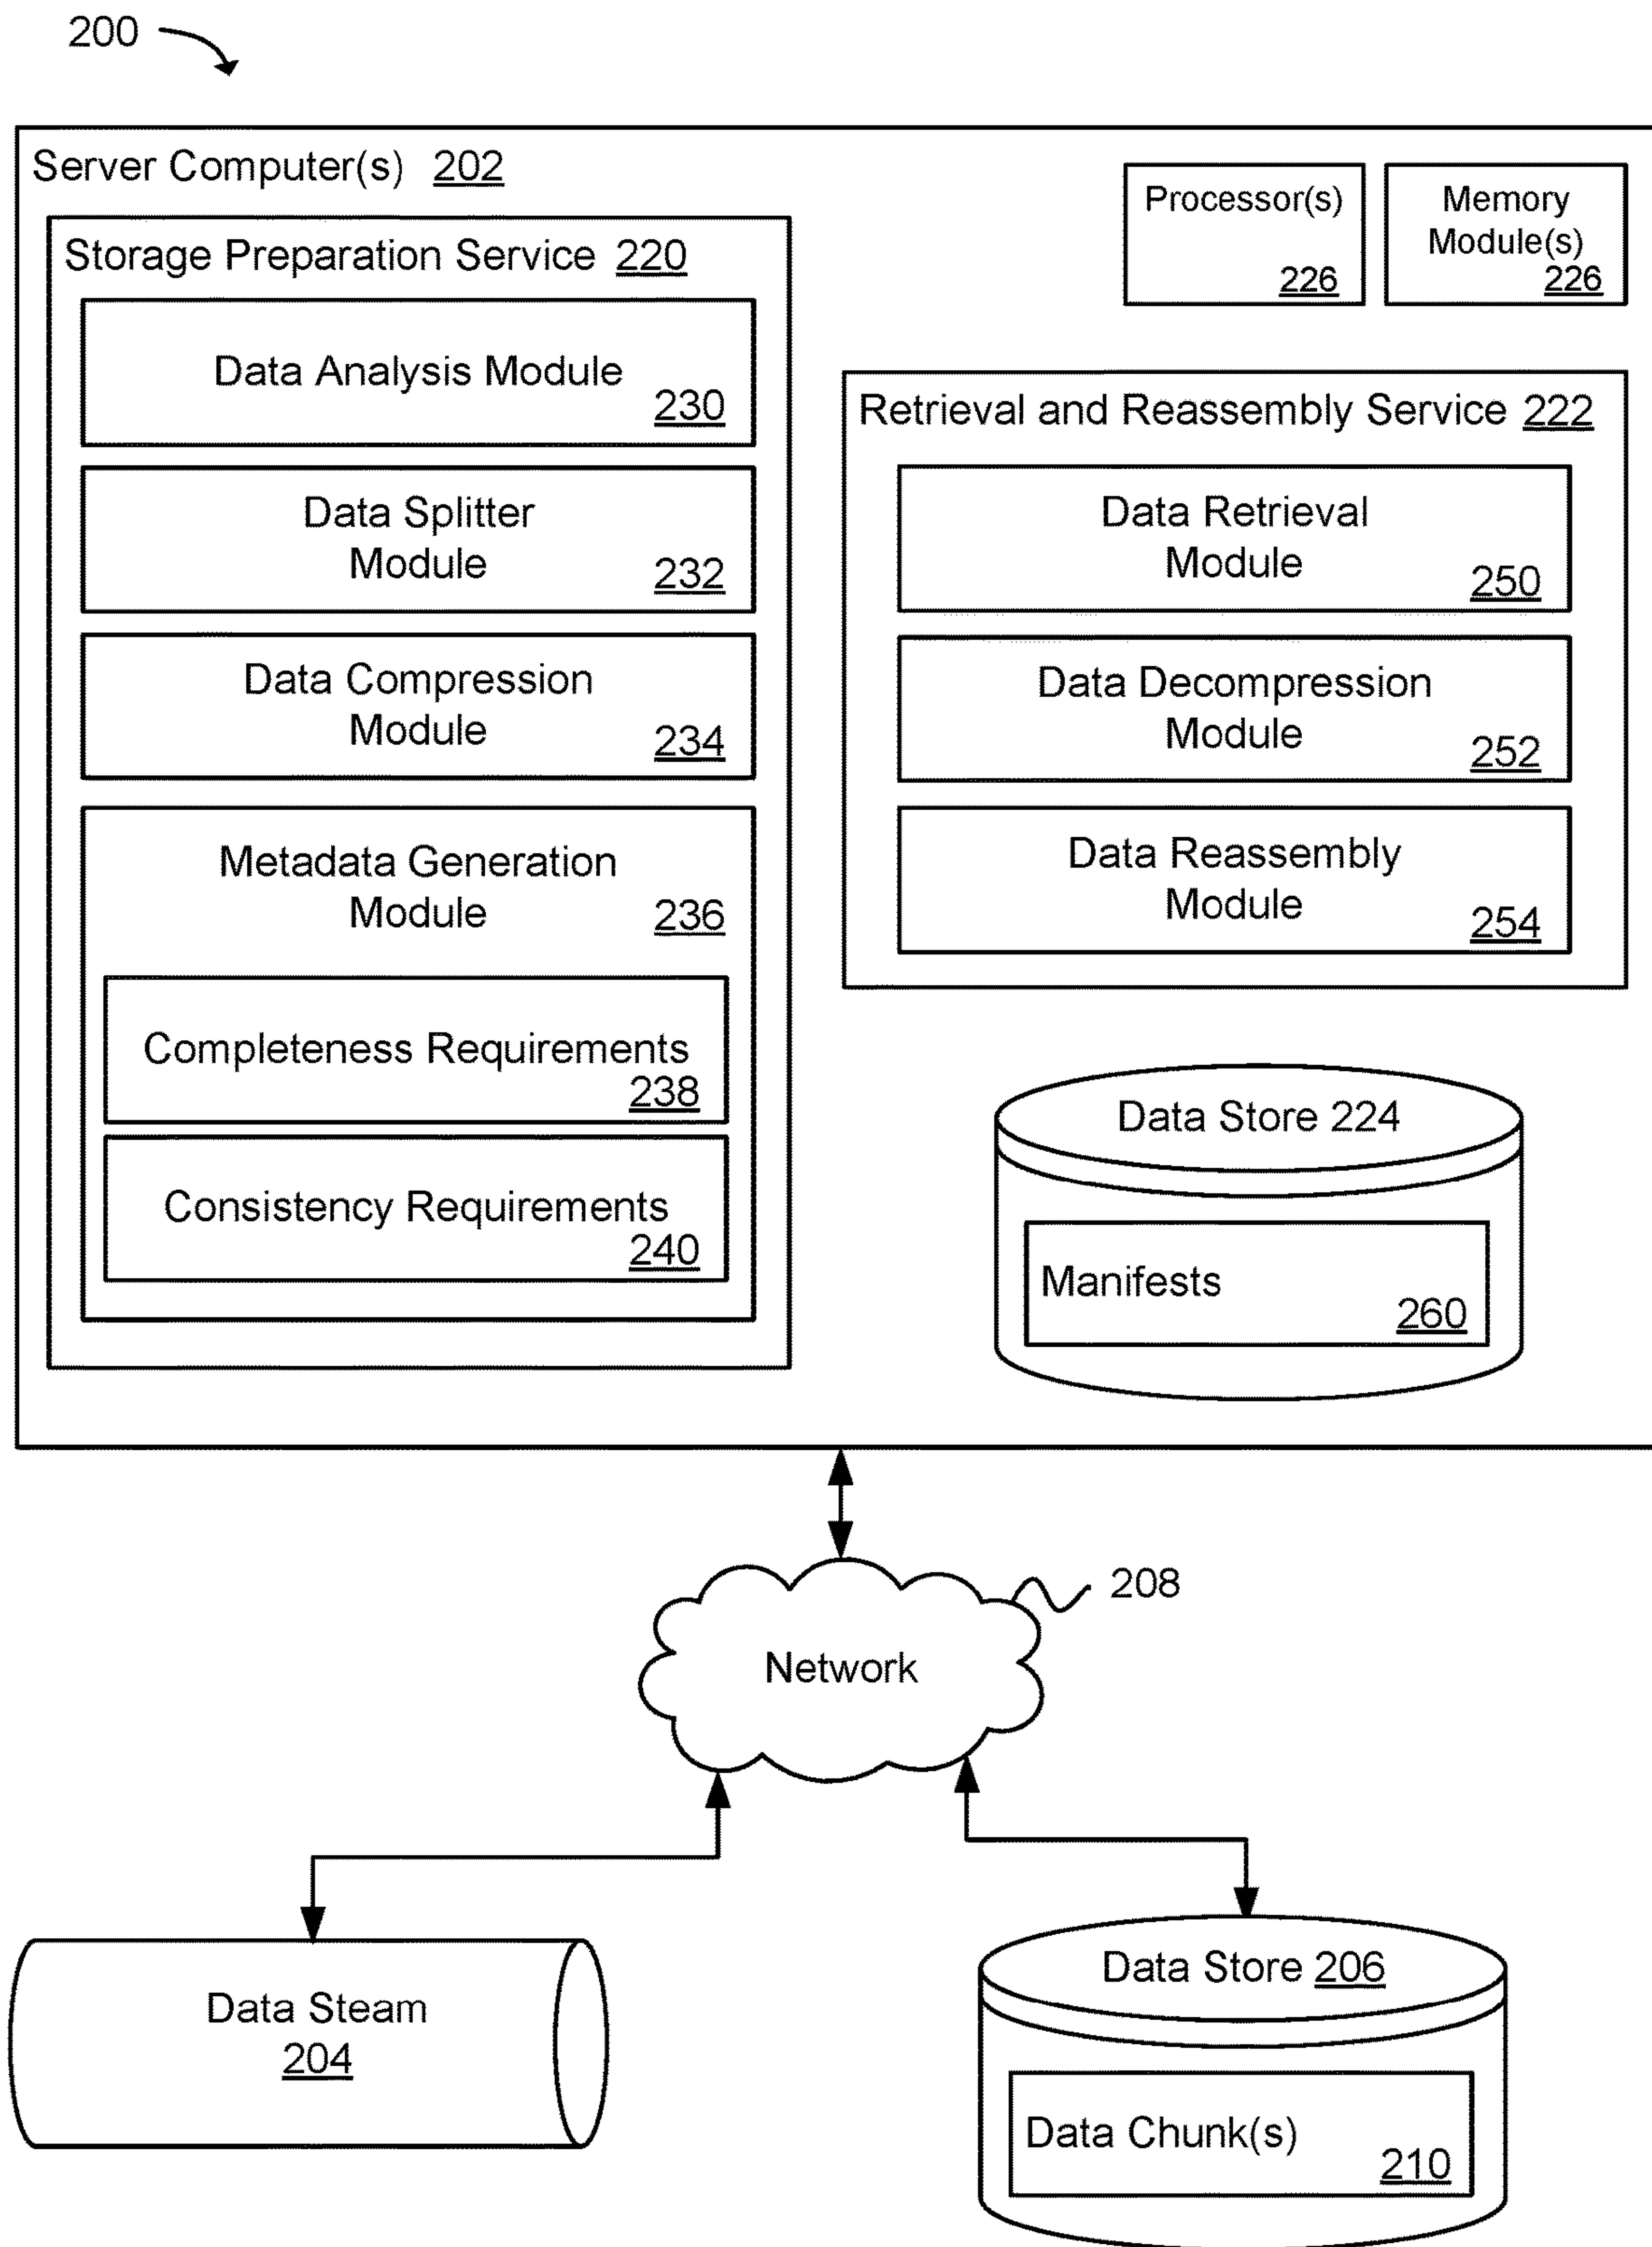 200
Server Computer(s) 202
Storage Preparation Service 220
Data Analysis Module
230
Data Splitter
Module
232
Data Compression
Module
234
Metadata Generation
Module
236
Completeness Requirements
238
Consistency Requirements
240
Processor(s)
226
Memory
Module(s)
226
Retrieval and Reassembly Service 222
Data Retrieval
Module
250
Data Decompression
Module
252
Data Reassembly
Module
254
Data Store 224
Manifests
260
208
Network
Data Steam
204
Data Store 206
Data Chunk(s)
210